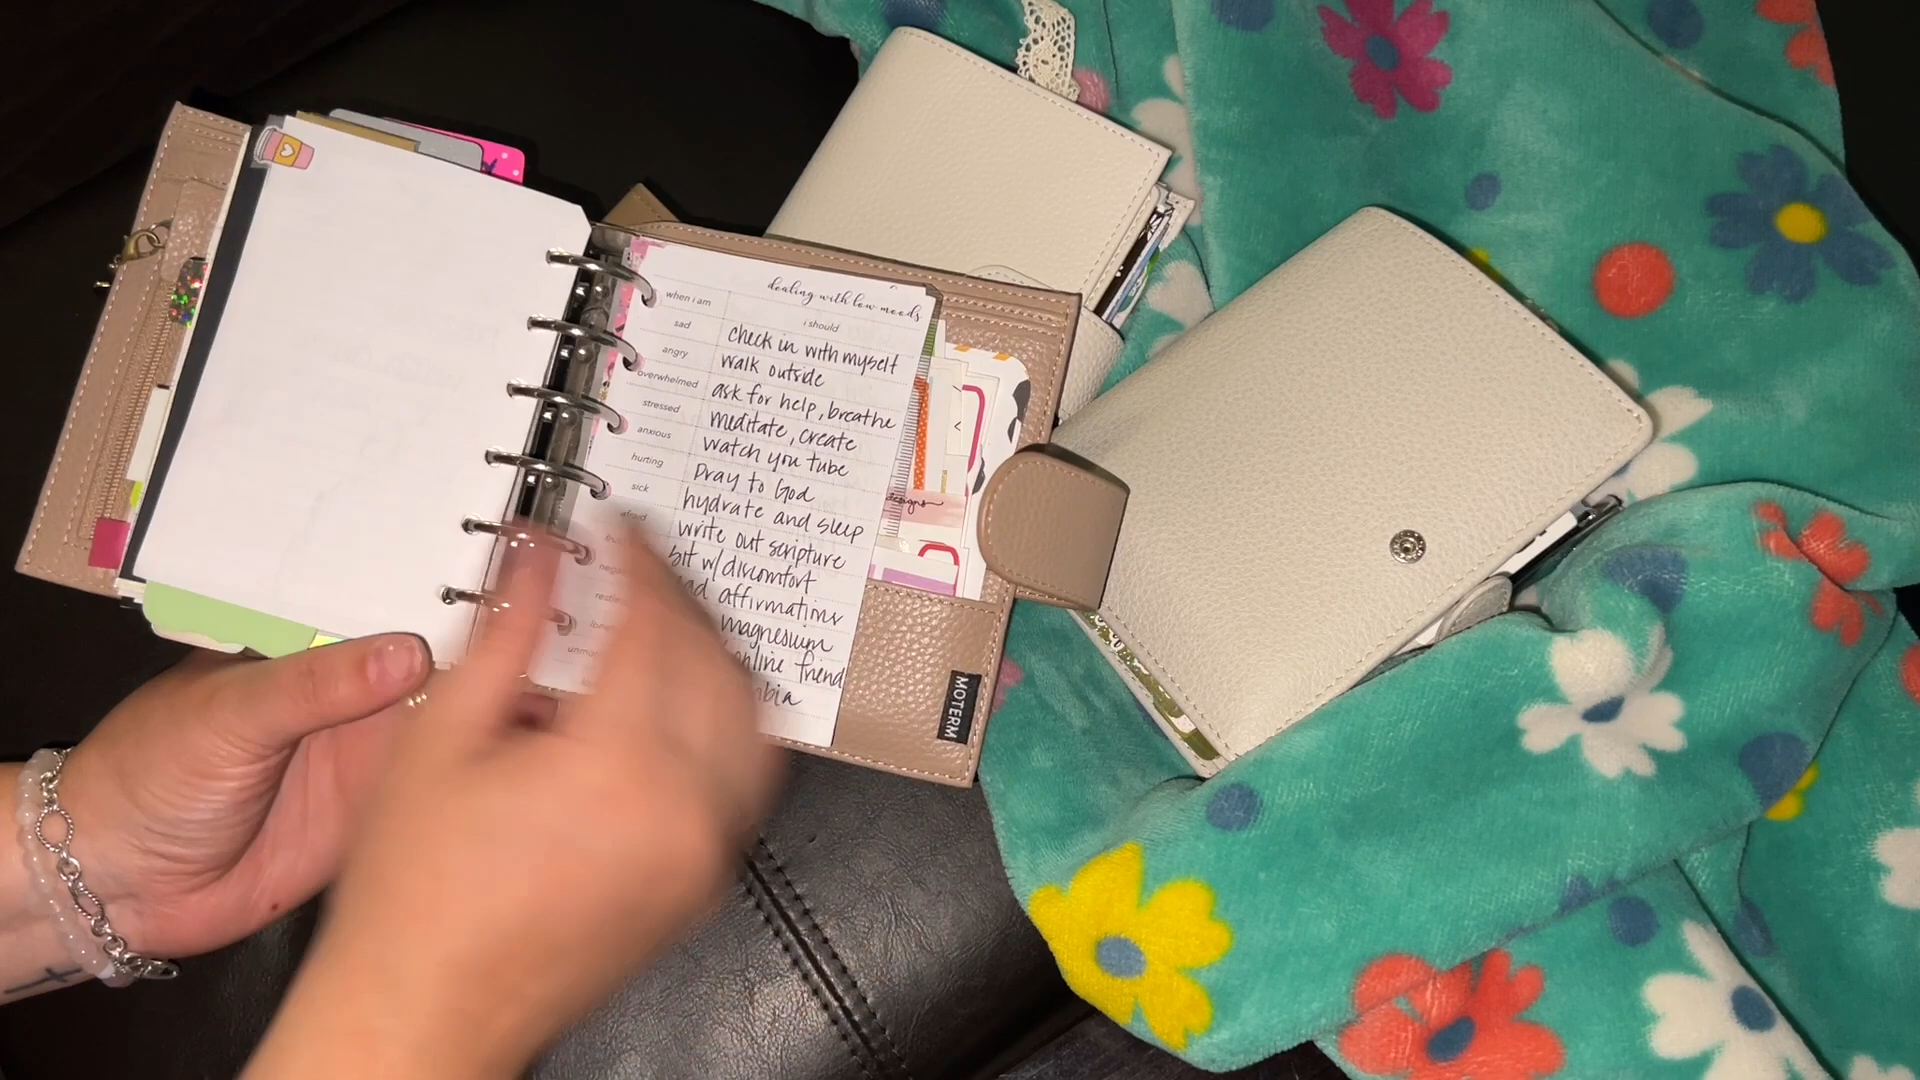 dealing with low moods
when i am
i should
sad
check in with myself
angry
walk outside
overwhelmed
ask for help, breathe
stressed
meditate, create
anxious
watch you tube
hurting
pray to God
sick
hydrate and sleep
afraid
write out scripture
sit w/ discomfort
affirmations
magnesium
online friend
designs
MOTERM